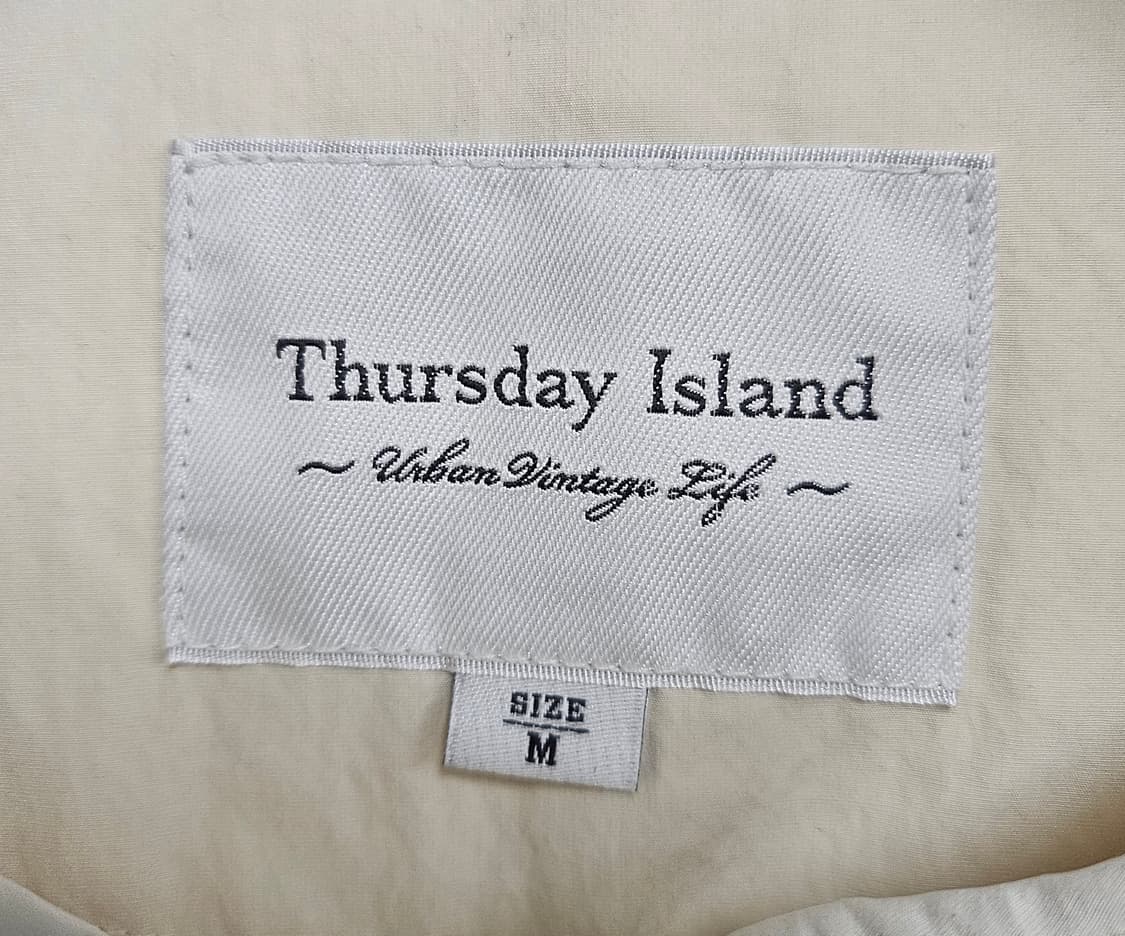 Thursday Island
~ Urban Vintage Life ~
SIZE
M